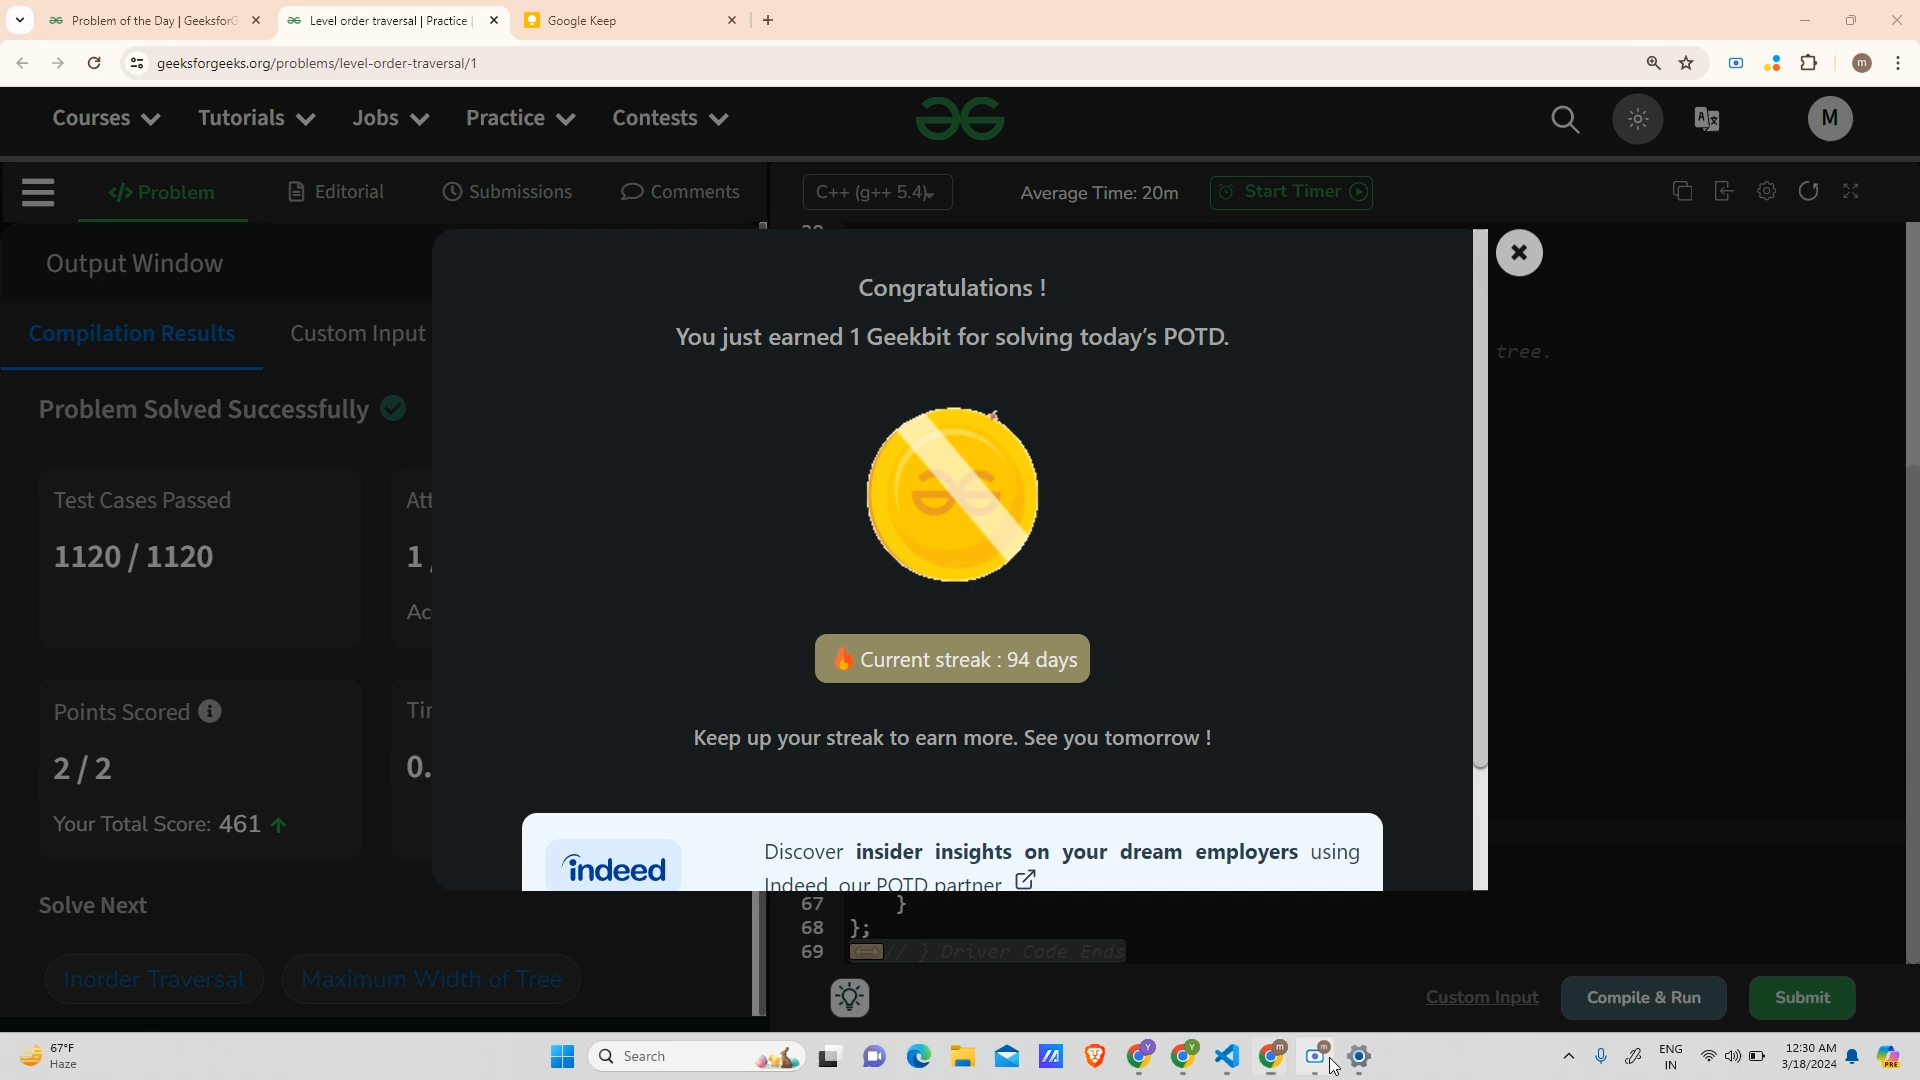 Problem of the Day | GeeksforG
Level order traversal | Practice |
Google Keep
geeksforgeeks.org/problems/level-order-traversal/1
m
Courses
Tutorials
Jobs
Practice
Contests
M
</> Problem
Editorial
Submissions
Comments
C++ (g++ 5.4)
Average Time: 20m
Start Timer
Output Window
Compilation Results
Custom Input
Problem Solved Successfully
Test Cases Passed
1120 / 1120
Att
1 /
Ac
Points Scored
2 / 2
Your Total Score: 461
Tir
0.
Solve Next
Inorder Traversal
Maximum Width of Tree
Congratulations !
You just earned 1 Geekbit for solving today's POTD.
Current streak : 94 days
Keep up your streak to earn more. See you tomorrow !
indeed
Discover insider insights on your dream employers using
Indeed, our POTD partner
tree.
67 }
68 };
69 // } Driver Code Ends
Custom Input
Compile & Run
Submit
67°F
Haze
Search
ENG
IN
12:30 AM
3/18/2024
PRE